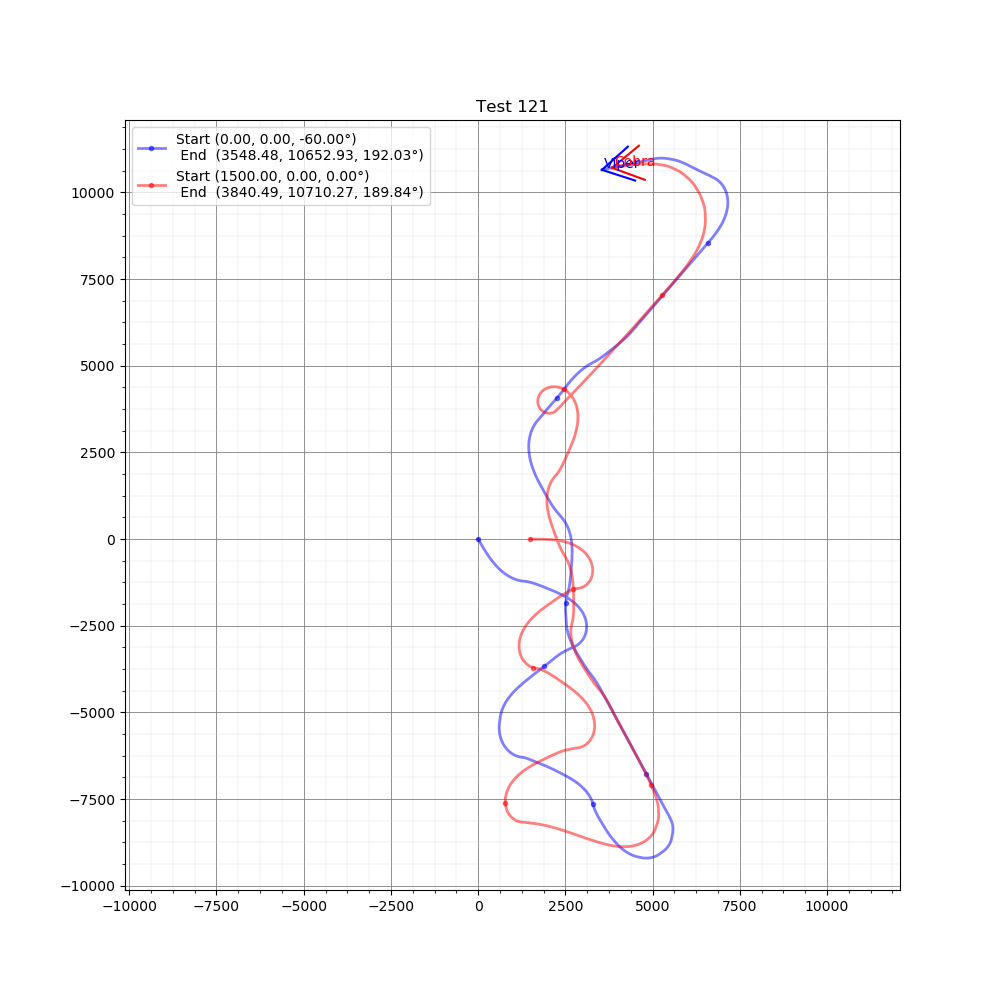 Test 121
Start (0.00, 0.00, -60.00°)
End (3548.48, 10652.93, 192.03°)
Start (1500.00, 0.00, 0.00°)
End (3840.49, 10710.27, 189.84°)
10000
7500
5000
2500
0
−2500
−5000
−7500
−10000
−10000 −7500 −5000 −2500 0 2500 5000 7500 10000